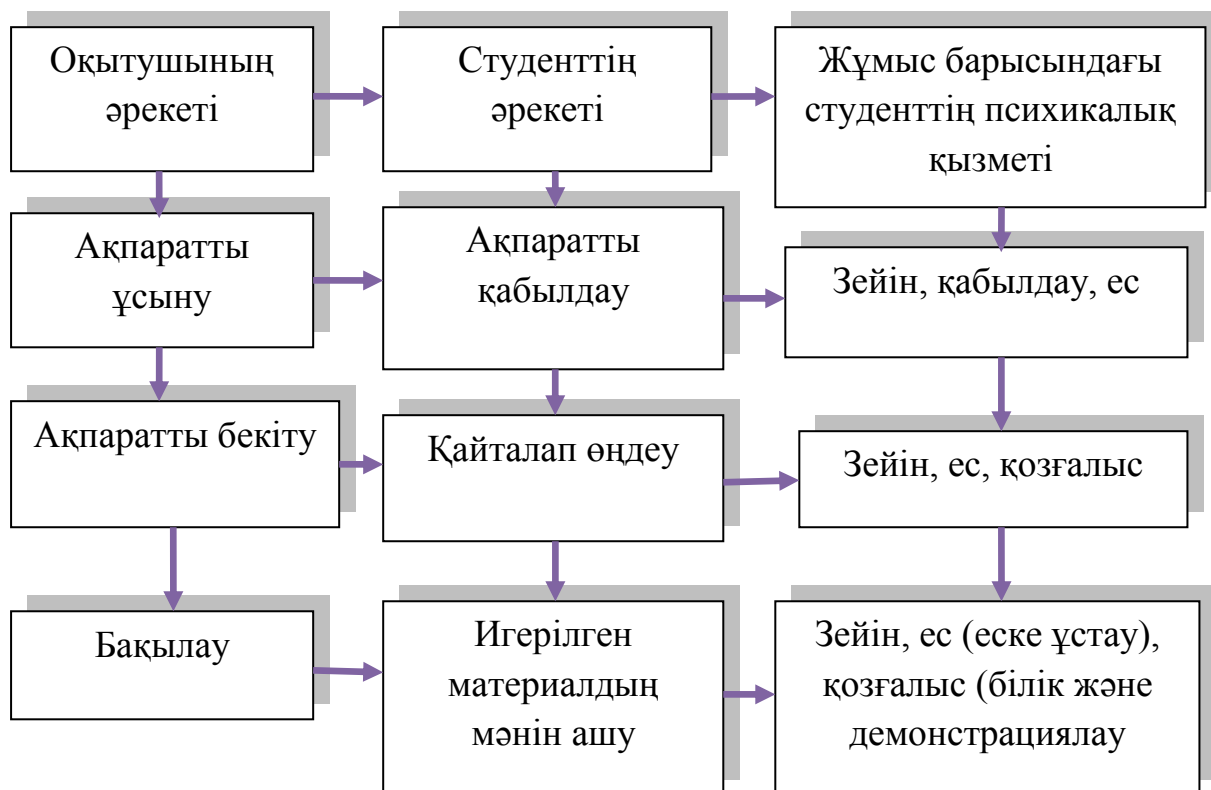 Оқытушының
әрекеті
Студенттің
әрекеті
Жұмыс барысындағы
студенттің психикалық
қызметі
Ақпаратты
ұсыну
Ақпаратты
қабылдау
Зейін, қабылдау, ес
Ақпаратты бекіту
Қайталап өңдеу
Зейін, ес, қозғалыс
Бақылау
Игерілген
материалдың
мәнін ашу
Зейін, ес (еске ұстау),
қозғалыс (білік және
демонстрациялау